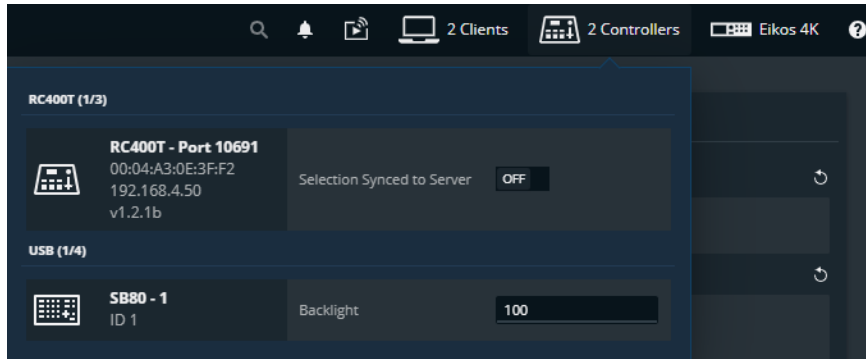 2 Clients
2 Controllers
Eikos 4K
?
RC400T (1/3)
RC400T - Port 10691
00:04:A3:0E:3F:F2
192.168.4.50
v1.2.1b
Selection Synced to Server
OFF
USB (1/4)
SB80 - 1
ID 1
Backlight
100